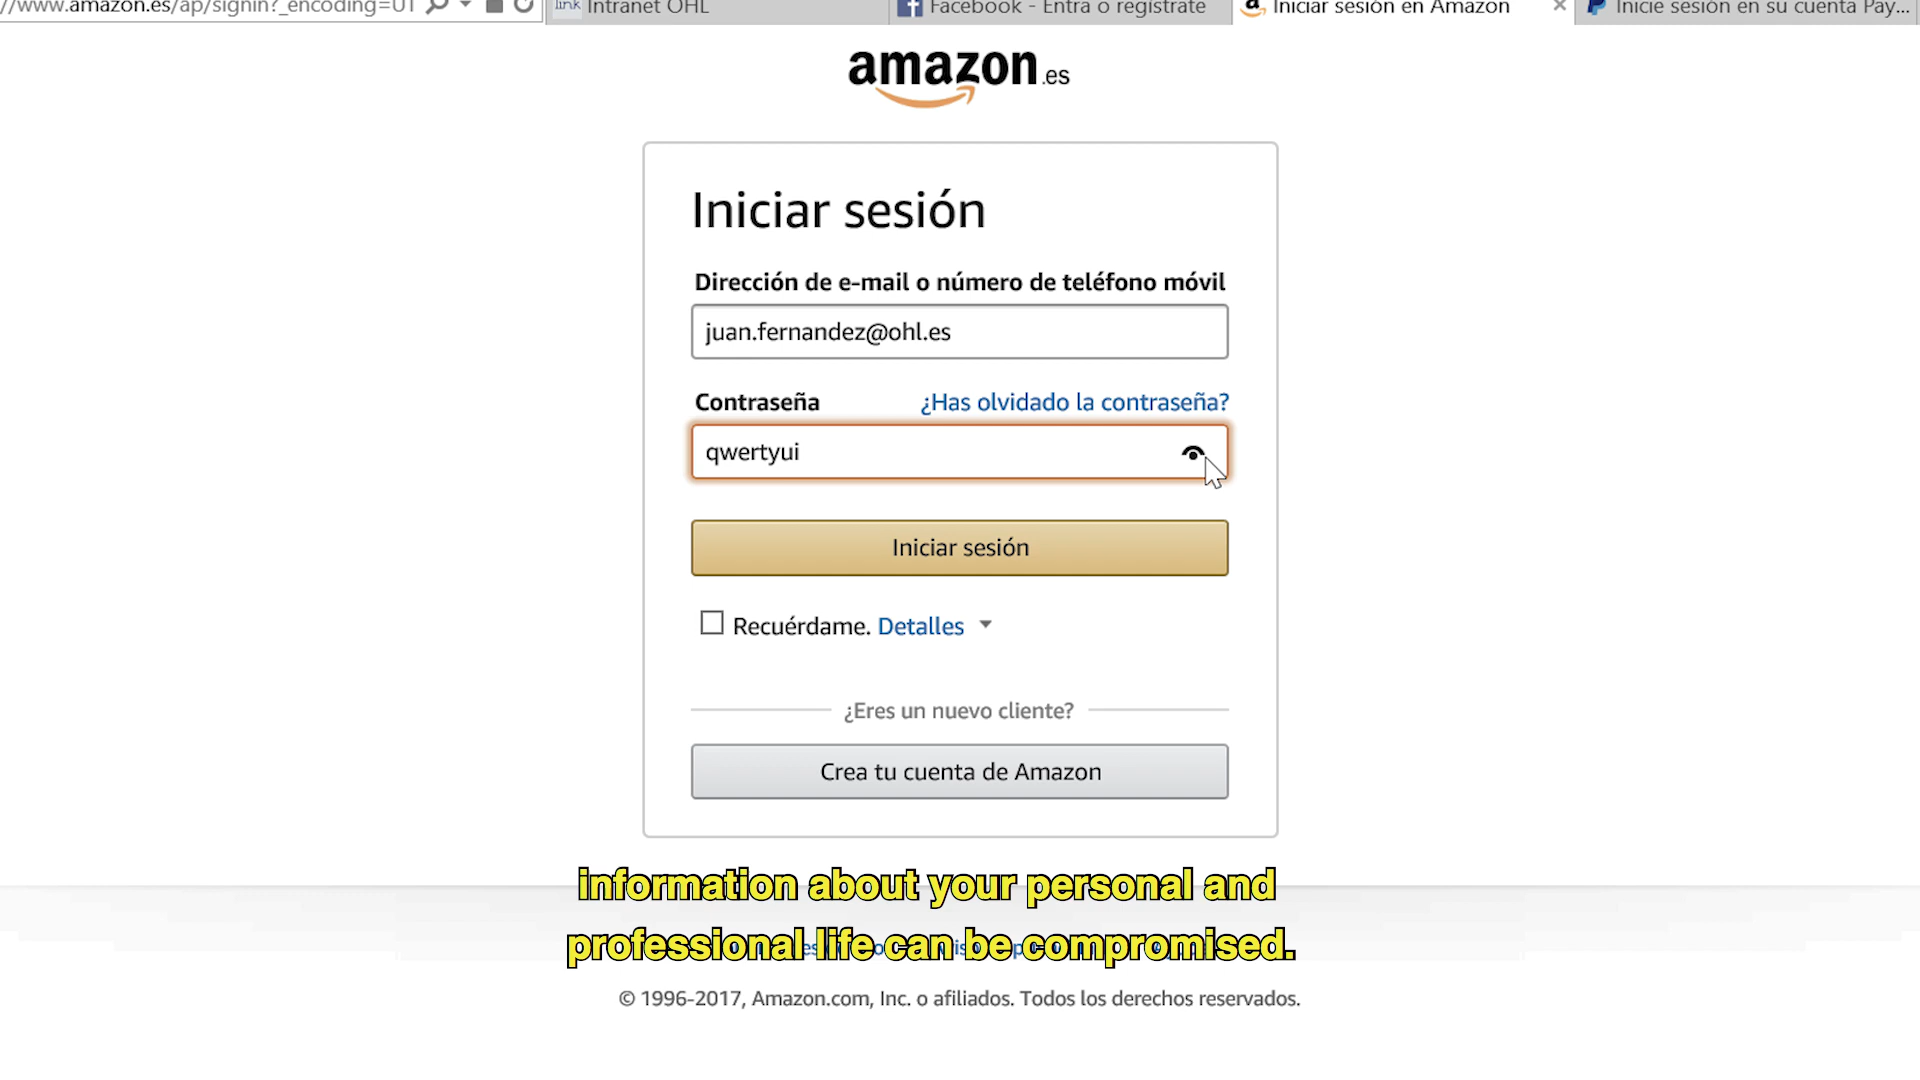 //www.amazon.es/ap/signin?_encoding=UT
link Intranet OHL
Facebook - Entra o regístrate
Iniciar sesión en Amazon
Inicie sesión en su cuenta Pay...
amazon.es
Iniciar sesión
Dirección de e-mail o número de teléfono móvil
juan.fernandez@ohl.es
Contraseña ¿Has olvidado la contraseña?
qwertyui
Iniciar sesión
Recuérdame. Detalles
¿Eres un nuevo cliente?
Crea tu cuenta de Amazon
information about your personal and
professional life can be compromised.
© 1996-2017, Amazon.com, Inc. o afiliados. Todos los derechos reservados.